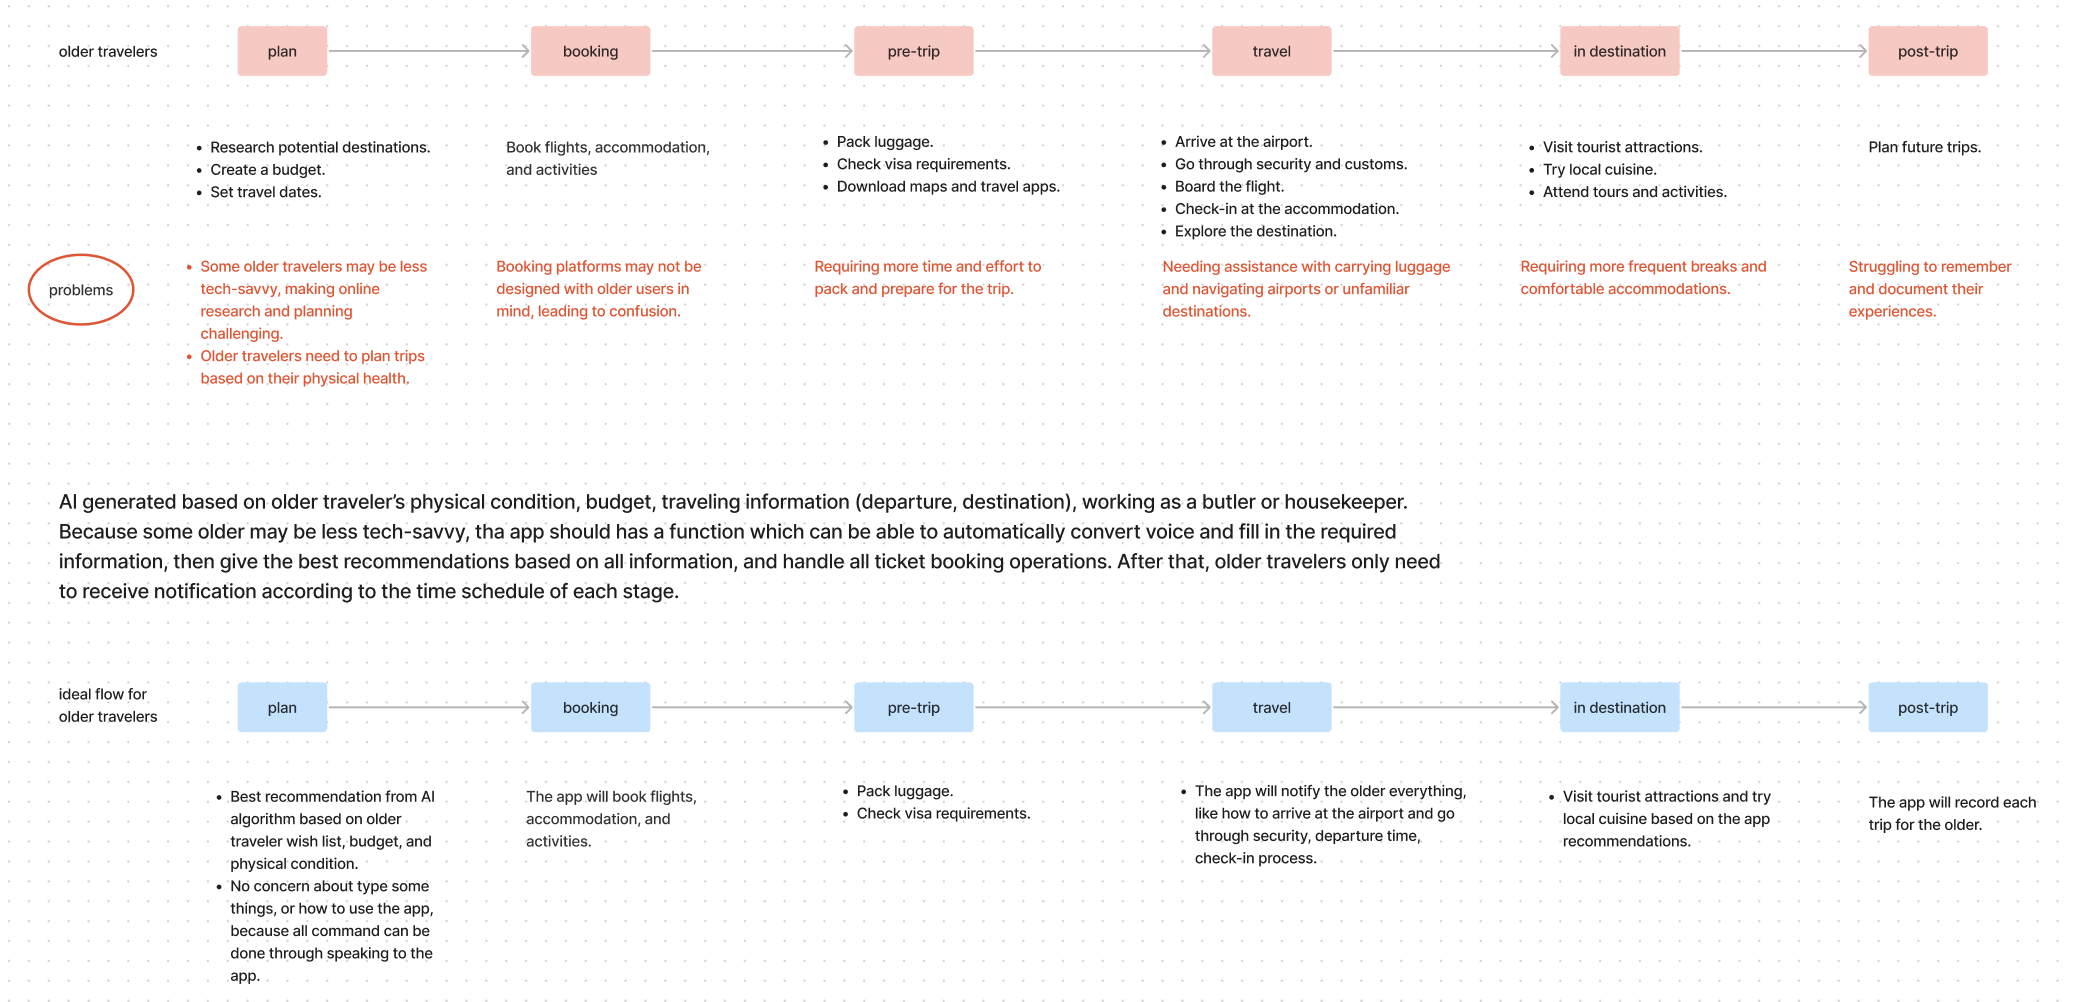 older travelers
plan
booking
pre-trip
travel
in destination
post-trip
• Research potential destinations.
• Create a budget.
• Set travel dates.
Book flights, accommodation,
and activities
• Pack luggage.
• Check visa requirements.
• Download maps and travel apps.
• Arrive at the airport.
• Go through security and customs.
• Board the flight.
• Check-in at the accommodation.
• Explore the destination.
• Visit tourist attractions.
• Try local cuisine.
• Attend tours and activities.
Plan future trips.
problems
• Some older travelers may be less
tech-savvy, making online
research and planning
challenging.
• Older travelers need to plan trips
based on their physical health.
Booking platforms may not be
designed with older users in
mind, leading to confusion.
Requiring more time and effort to
pack and prepare for the trip.
Needing assistance with carrying luggage
and navigating airports or unfamiliar
destinations.
Requiring more frequent breaks and
comfortable accommodations.
Struggling to remember
and document their
experiences.
AI generated based on older traveler's physical condition, budget, traveling information (departure, destination), working as a butler or housekeeper.
Because some older may be less tech-savvy, tha app should has a function which can be able to automatically convert voice and fill in the required
information, then give the best recommendations based on all information, and handle all ticket booking operations. After that, older travelers only need
to receive notification according to the time schedule of each stage.
ideal flow for
older travelers
plan
booking
pre-trip
travel
in destination
post-trip
• Best recommendation from AI
algorithm based on older
traveler wish list, budget, and
physical condition.
• No concern about type some
things, or how to use the app,
because all command can be
done through speaking to the
app.
The app will book flights,
accommodation, and
activities.
• Pack luggage.
• Check visa requirements.
• The app will notify the older everything,
like how to arrive at the airport and go
through security, departure time,
check-in process.
• Visit tourist attractions and try
local cuisine based on the app
recommendations.
The app will record each
trip for the older.